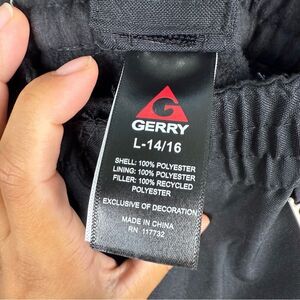 GERRY
L-14/16
SHELL: 100% POLYESTER
LINING: 100% POLYESTER
FILLER: 100% RECYCLED
POLYESTER
EXCLUSIVE OF DECORATION
MADE IN CHINA
RN 117732